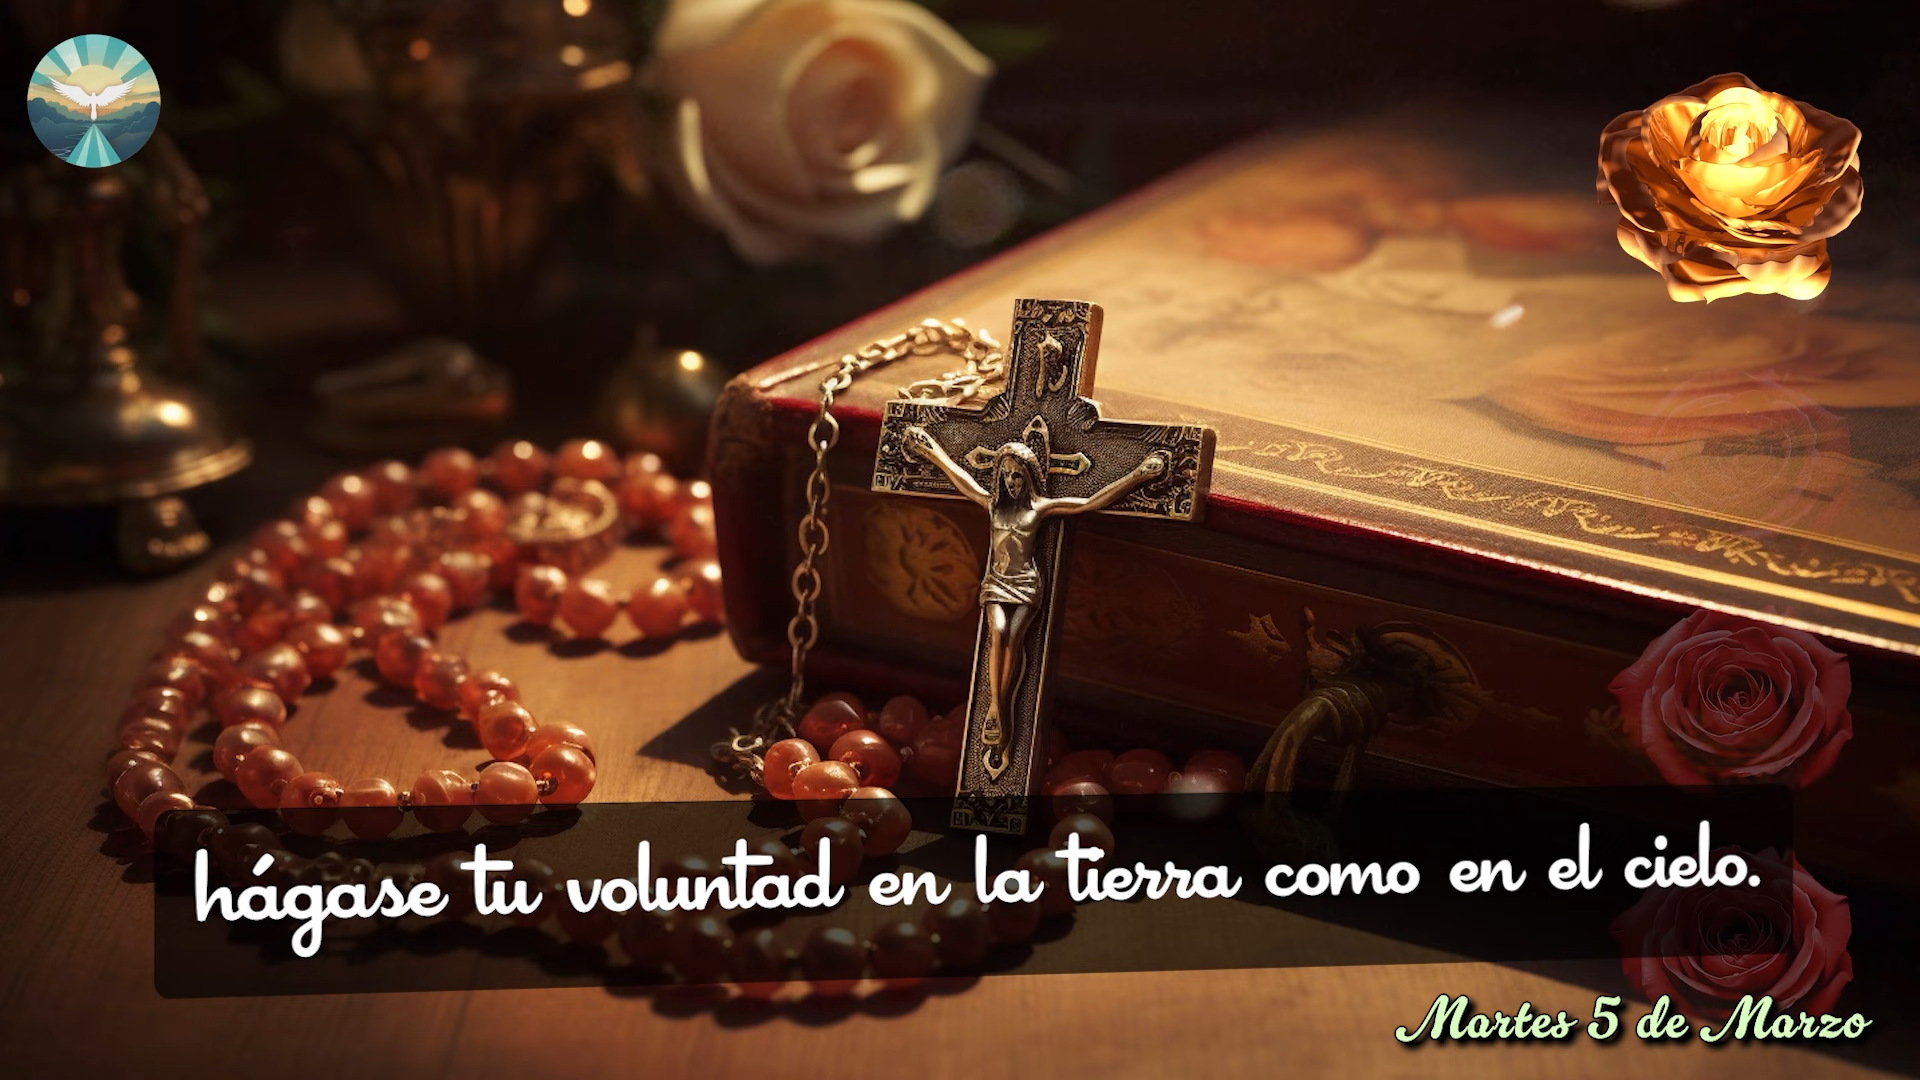 hágase tu voluntad en la tierra como en el cielo.
Martes 5 de Marzo